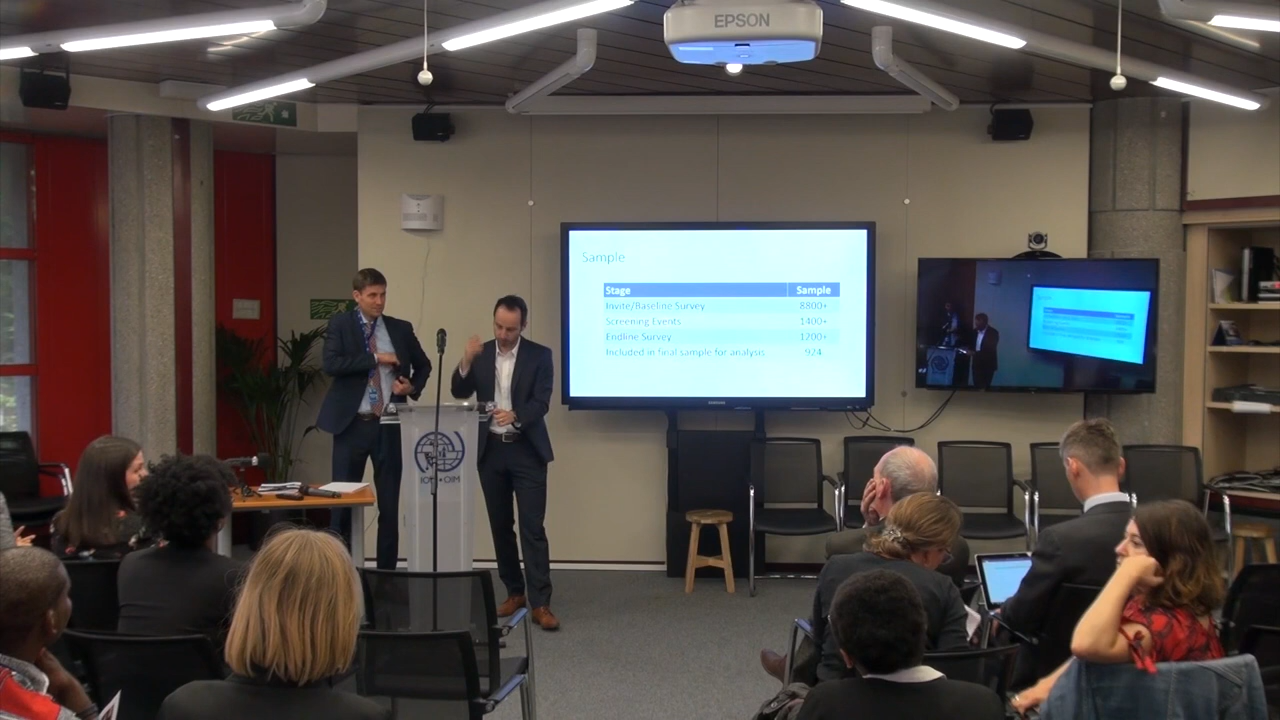 EPSON
Sample
Stage Sample
Invite/Baseline Survey 8800+
Screening Events 1400+
Endline Survey 1200+
Included in final sample for analysis 924
IOM • OIM